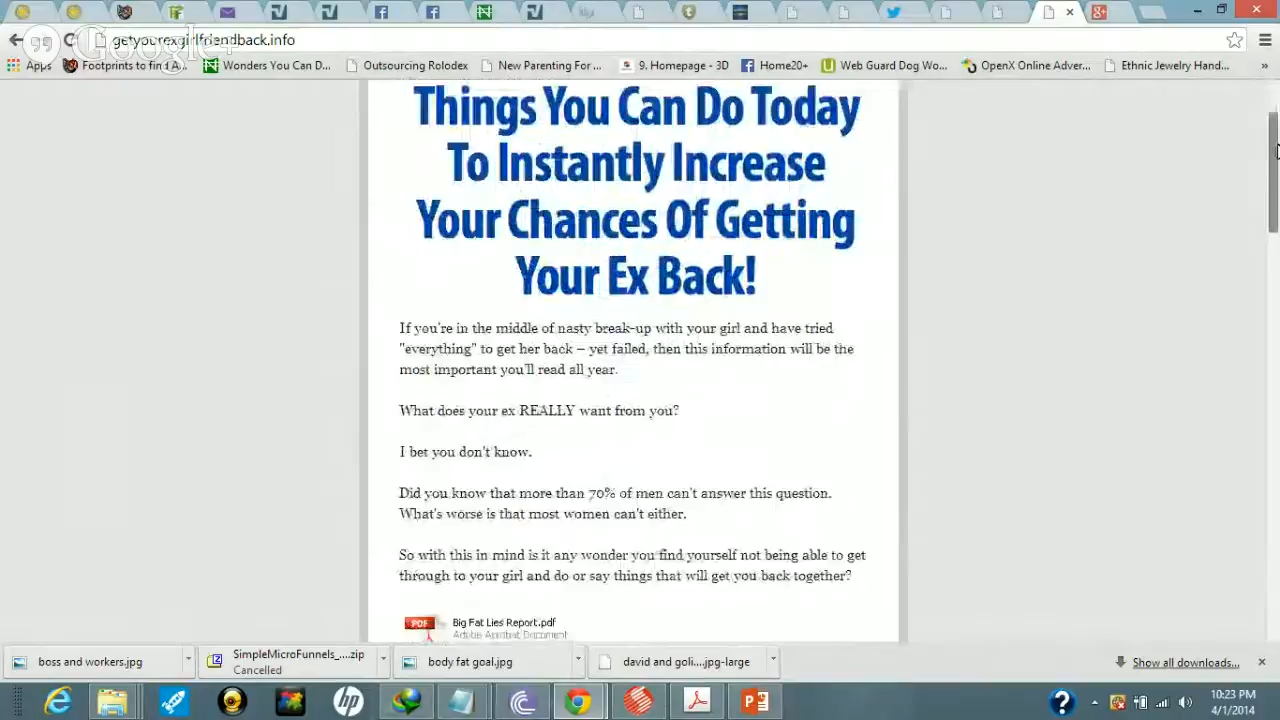 Google+
getyourexgirlfriendback.info
Apps
Footprints to find A)..
Wonders You Can D...
Outsourcing Rolodex
New Parenting For ...
9. Homepage - 3D
Home20+
Web Guard Dog Wo...
OpenX Online Adver...
Ethnic Jewelry Hand...
»
Things You Can Do Today
To Instantly Increase
Your Chances Of Getting
Your Ex Back!
If you're in the middle of nasty break-up with your girl and have tried
"everything" to get her back – yet failed, then this information will be the
most important you'll read all year.
What does your ex REALLY want from you?
I bet you don't know.
Did you know that more than 70% of men can't answer this question.
What's worse is that most women can't either.
So with this in mind is it any wonder you find yourself not being able to get
through to your girl and do or say things that will get you back together?
PDF
Big Fat Lies Report.pdf
Adobe Acrobat Document
boss and workers.jpg
SimpleMicroFunnels_....zip
Cancelled
body fat goal.jpg
david and goli....jpg-large
Show all downloads...
10:23 PM
4/1/2014